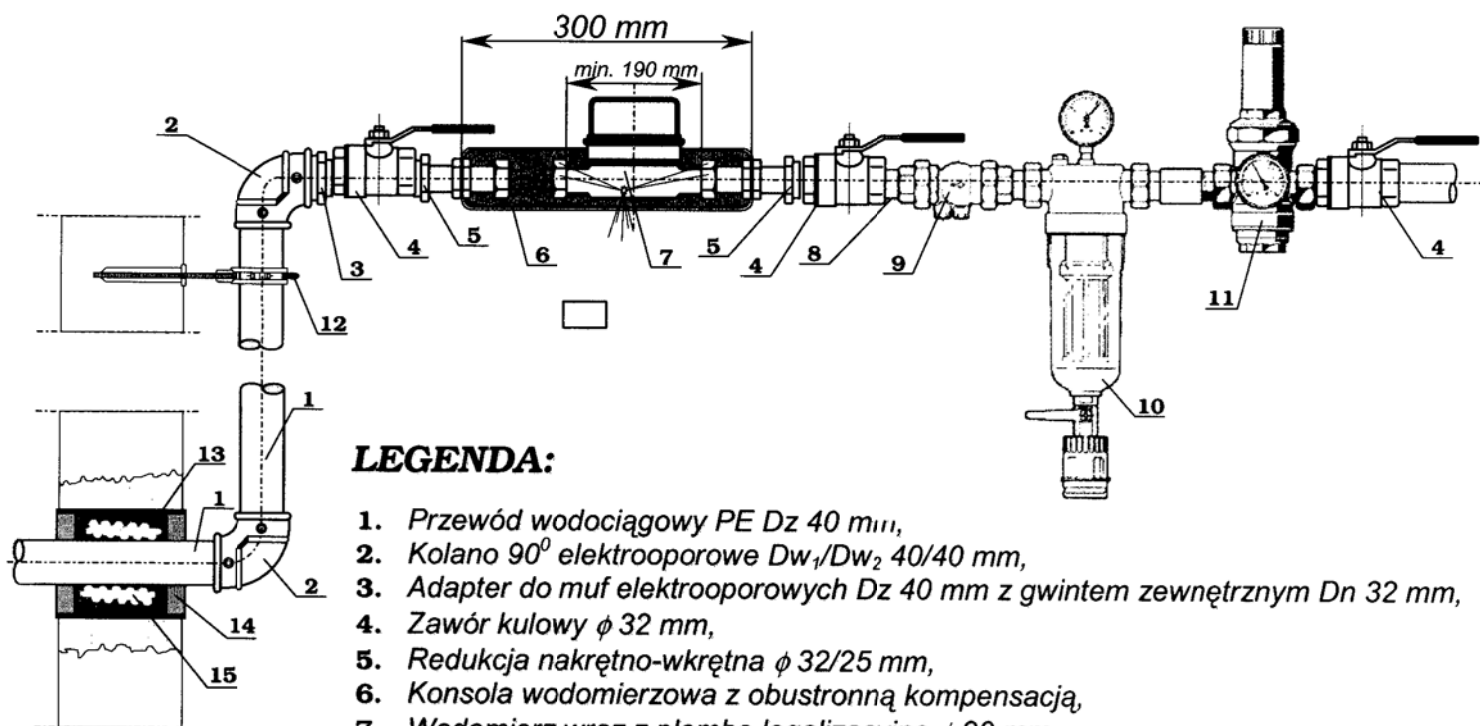 300 mm
min. 190 mm
2
3
4
5
6
7
5
4
8
9
10
11
4
12
1
13
1
2
14
15
LEGENDA:
1. Przewód wodociągowy PE Dz 40 mm,
2. Kolano 90⁰ elektrooporowe Dw₁/Dw₂ 40/40 mm,
3. Adapter do muf elektrooporowych Dz 40 mm z gwintem zewnętrznym Dn 32 mm,
4. Zawór kulowy ϕ 32 mm,
5. Redukcja nakrętno-wkrętna ϕ 32/25 mm,
6. Konsola wodomierzowa z obustronną kompensacją,